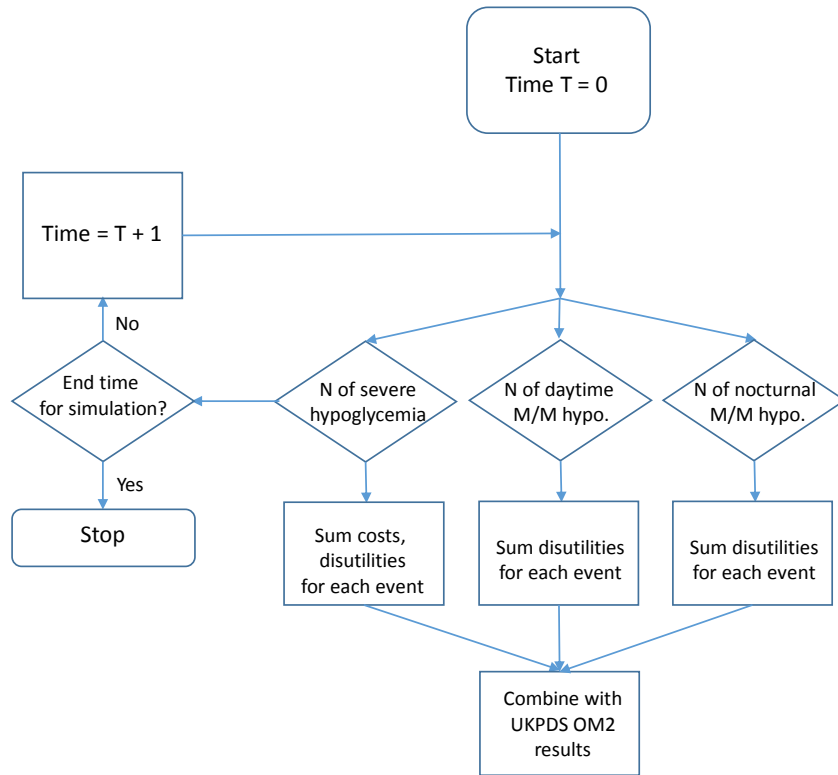 Start
Time T = 0
Time = T + 1
No
End time
for simulation?
N of severe
hypoglycemia
N of daytime
M/M hypo.
N of nocturnal
M/M hypo.
Yes
Stop
Sum costs,
disutilities
for each event
Sum disutilities
for each event
Sum disutilities
for each event
Combine with
UKPDS OM2
results